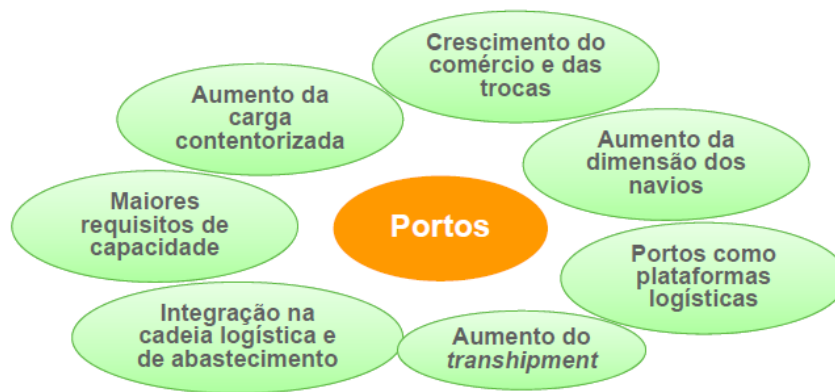 Crescimento do
comércio e das
trocas
Aumento da
carga
contentorizada
Aumento da
dimensão dos
navios
Maiores
requisitos de
capacidade
Portos
Portos como
plataformas
logísticas
Integração na
cadeia logística e
de abastecimento
Aumento do
transhipment